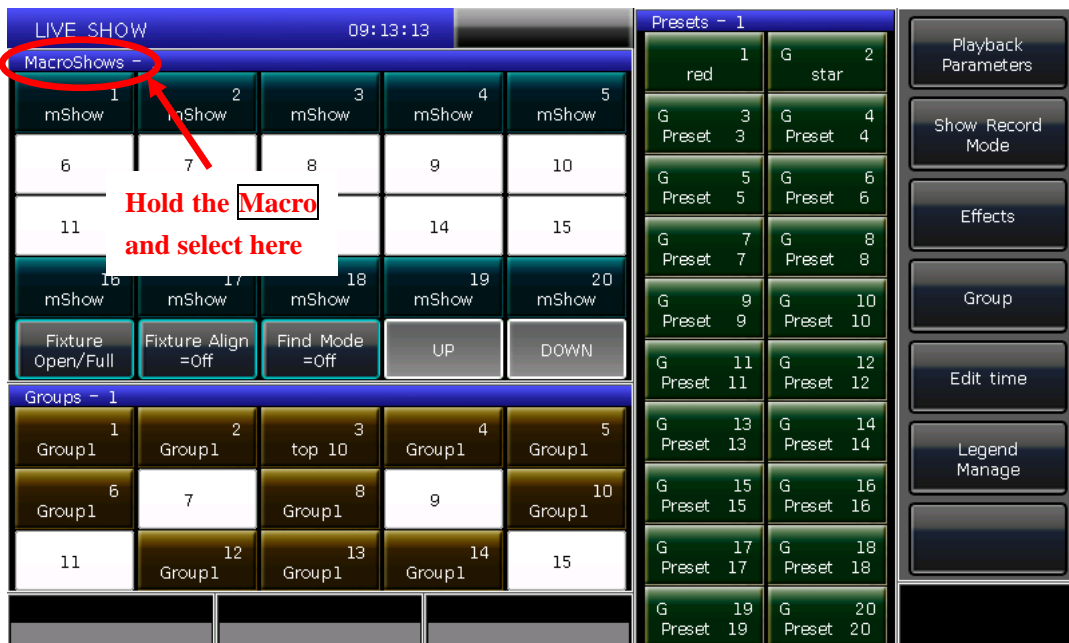 LIVE SHOW 09:13:13
MacroShows -
1 mShow
2 mShow
3 mShow
4 mShow
5 mShow
6
7
8
9
10
11
14
15
16 mShow
17 mShow
18 mShow
19 mShow
20 mShow
Hold the Macro
and select here
Fixture
Open/Full
Fixture Align
=Off
Find Mode
=Off
UP
DOWN
Groups - 1
1
Group1
2
Group1
3
top 10
4
Group1
5
Group1
6
Group1
7
8
Group1
9
10
Group1
11
12
Group1
13
Group1
14
Group1
15
Presets - 1
1
red
G 2
star
G 3
Preset 3
G 4
Preset 4
G 5
Preset 5
G 6
Preset 6
G 7
Preset 7
G 8
Preset 8
G 9
Preset 9
G 10
Preset 10
G 11
Preset 11
G 12
Preset 12
G 13
Preset 13
G 14
Preset 14
G 15
Preset 15
G 16
Preset 16
G 17
Preset 17
G 18
Preset 18
G 19
Preset 19
G 20
Preset 20
Playback
Parameters
Show Record
Mode
Effects
Group
Edit time
Legend
Manage